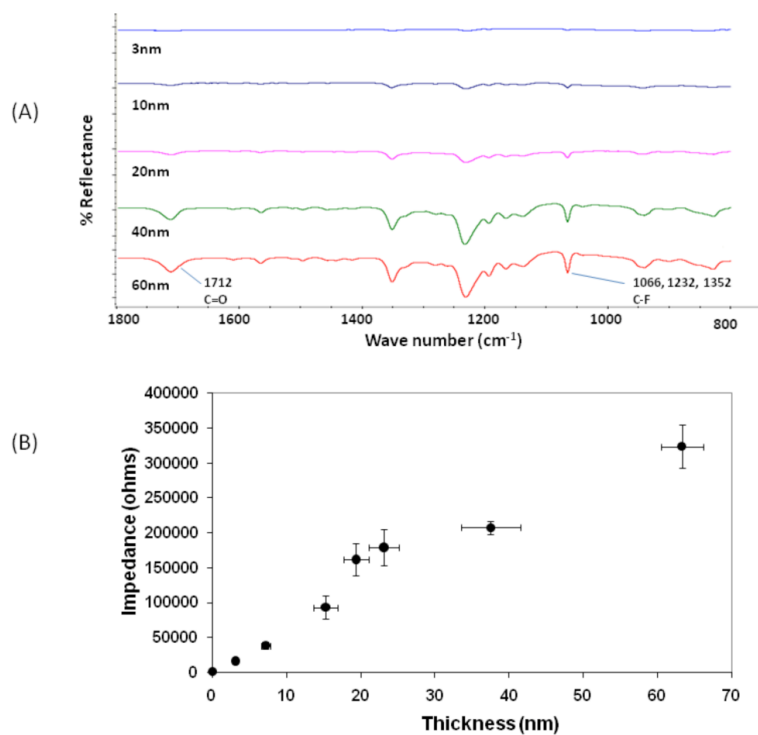 (A)
% Reflectance
3nm
10nm
20nm
40nm
60nm
1712
C=O
1066, 1232, 1352
C-F
1800 1600 1400 1200 1000 800
Wave number (cm⁻¹)
(B)
Impedance (ohms)
400000
350000
300000
250000
200000
150000
100000
50000
0
0 10 20 30 40 50 60 70
Thickness (nm)